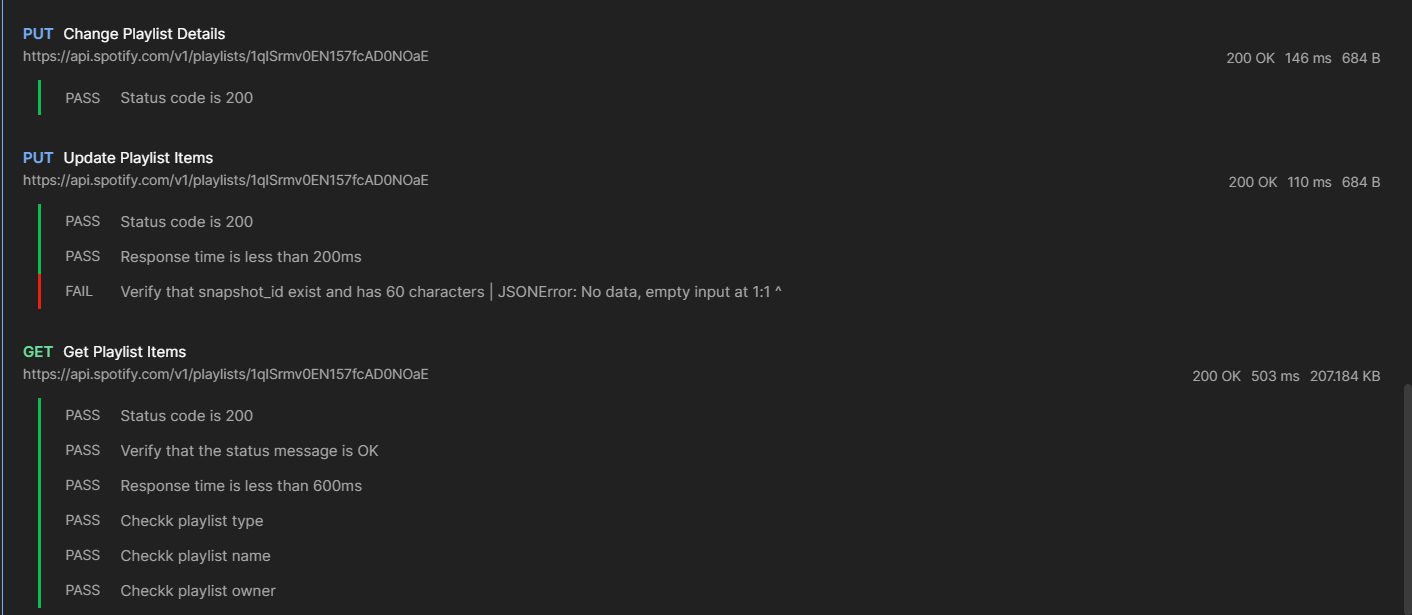 PUT Change Playlist Details
https://api.spotify.com/v1/playlists/1qISrmv0EN157fcAD0NOaE
200 OK 146 ms 684 B
PASS Status code is 200
PUT Update Playlist Items
https://api.spotify.com/v1/playlists/1qISrmv0EN157fcAD0NOaE
200 OK 110 ms 684 B
PASS Status code is 200
PASS Response time is less than 200ms
FAIL Verify that snapshot_id exist and has 60 characters | JSONError: No data, empty input at 1:1 ^
GET Get Playlist Items
https://api.spotify.com/v1/playlists/1qISrmv0EN157fcAD0NOaE
200 OK 503 ms 207.184 KB
PASS Status code is 200
PASS Verify that the status message is OK
PASS Response time is less than 600ms
PASS Checkk playlist type
PASS Checkk playlist name
PASS Checkk playlist owner